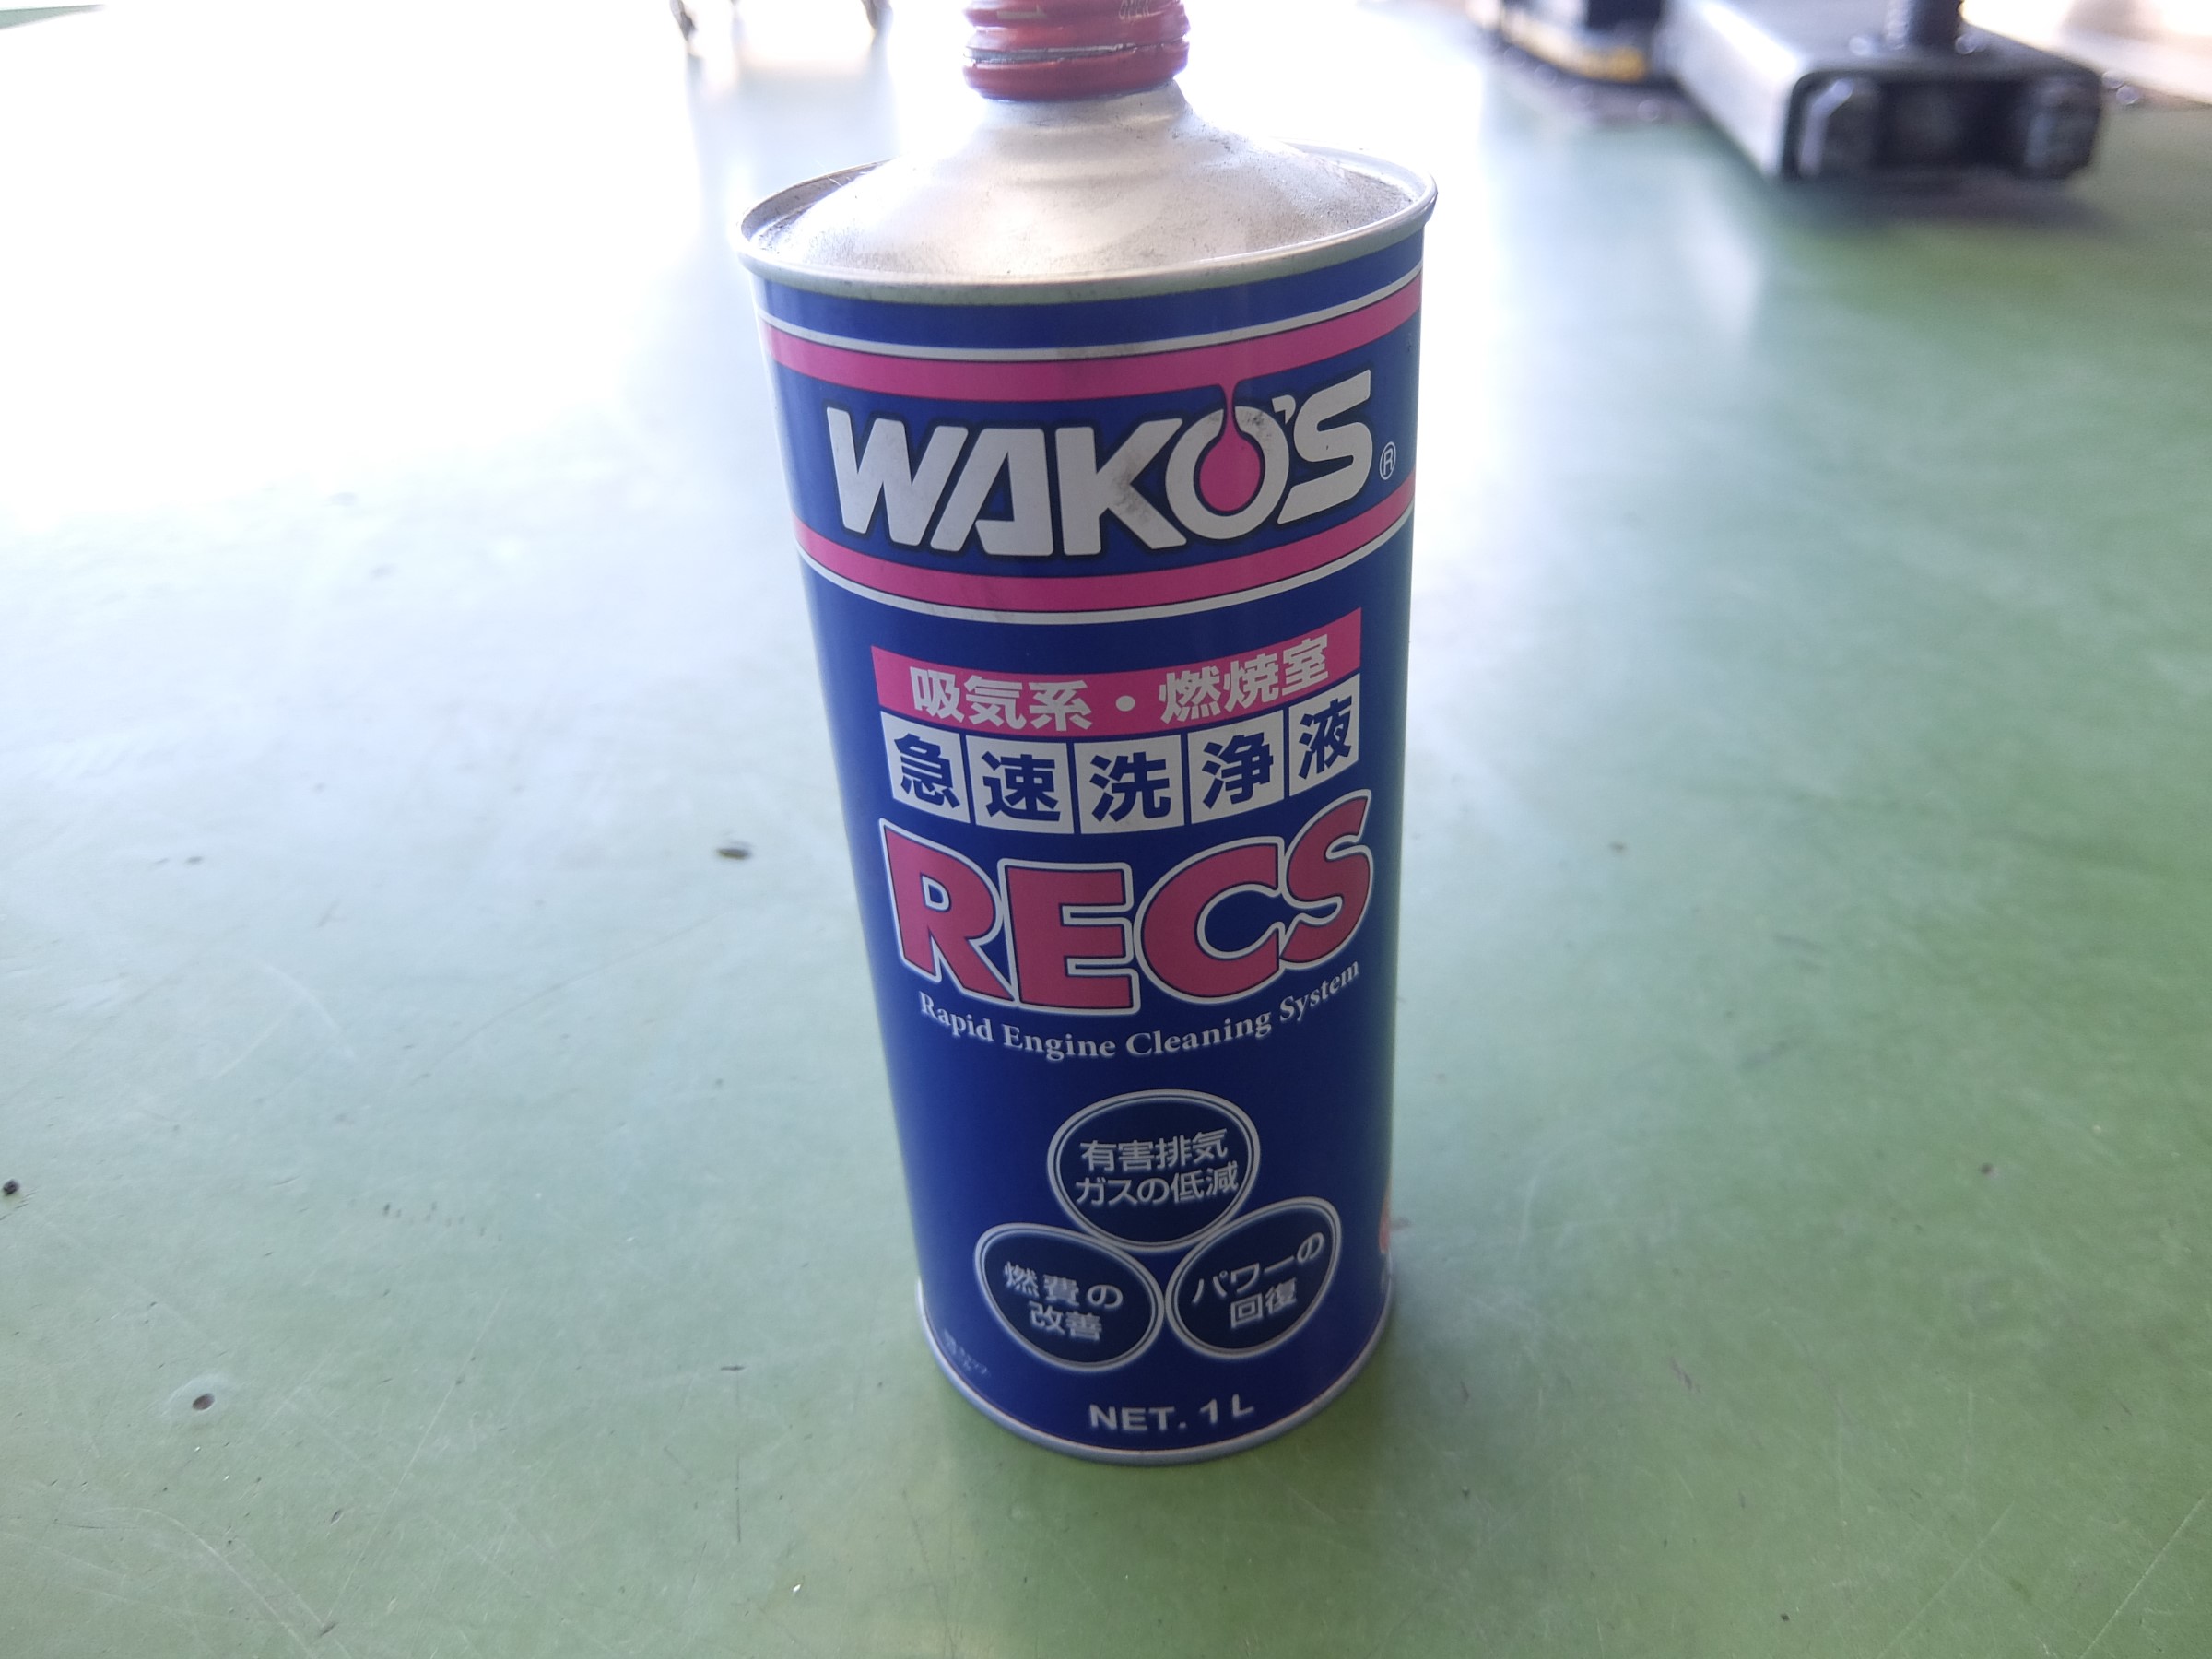 WAKO'S®
吸気系・燃焼室
急速洗浄液
RECS
Rapid Engine Cleaning System
有害排気
ガスの低減
燃費の
改善
パワーの
回復
NET. 1L